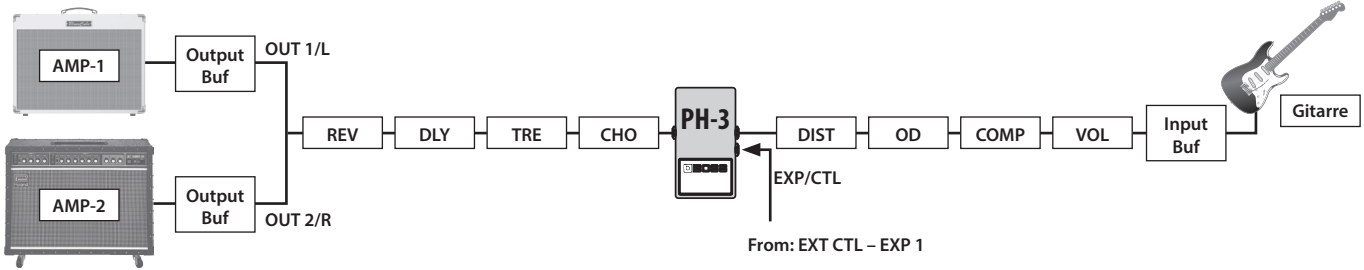 AMP-1
Output
Buf
OUT 1/L
REV
DLY
TRE
CHO
PH-3
BOSS
DIST
OD
COMP
VOL
Input
Buf
Gitarre
EXP/CTL
From: EXT CTL – EXP 1
AMP-2
Output
Buf
OUT 2/R